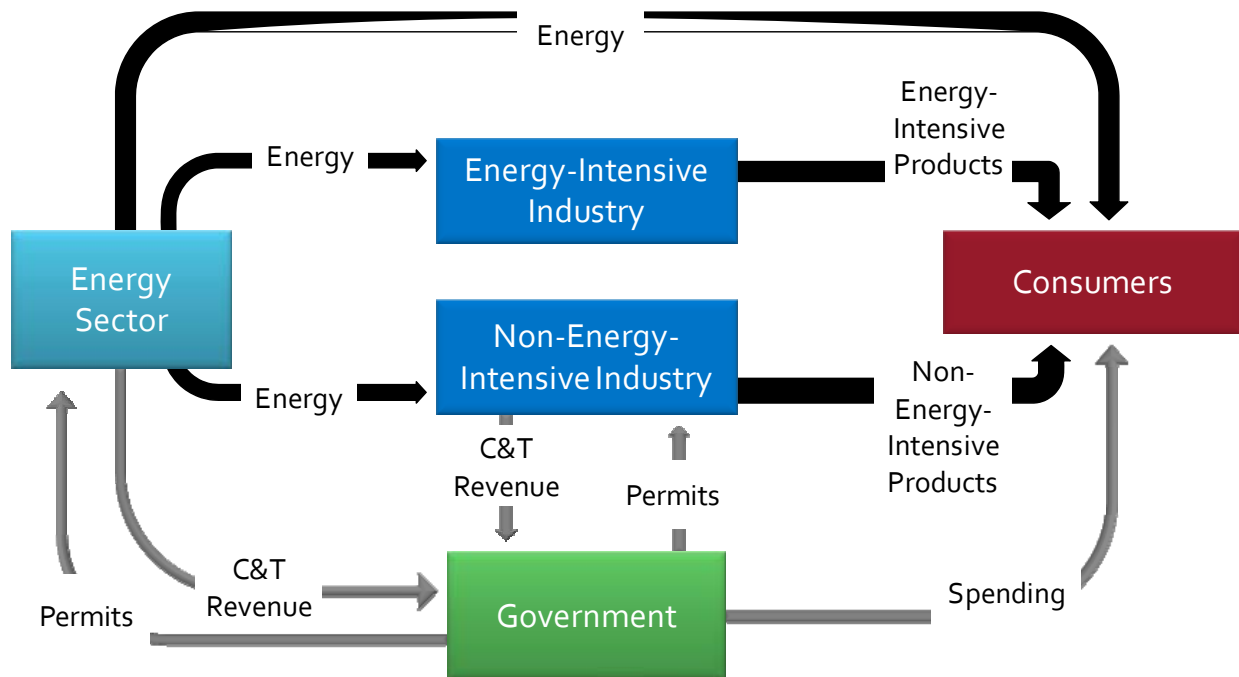 Energy
Energy-
Intensive
Products
Energy
Energy-Intensive
Industry
Energy
Sector
Consumers
Non-Energy-
Intensive Industry
Energy
Non-
Energy-
Intensive
Products
C&T
Revenue
Permits
C&T
Revenue
Permits
Government
Spending